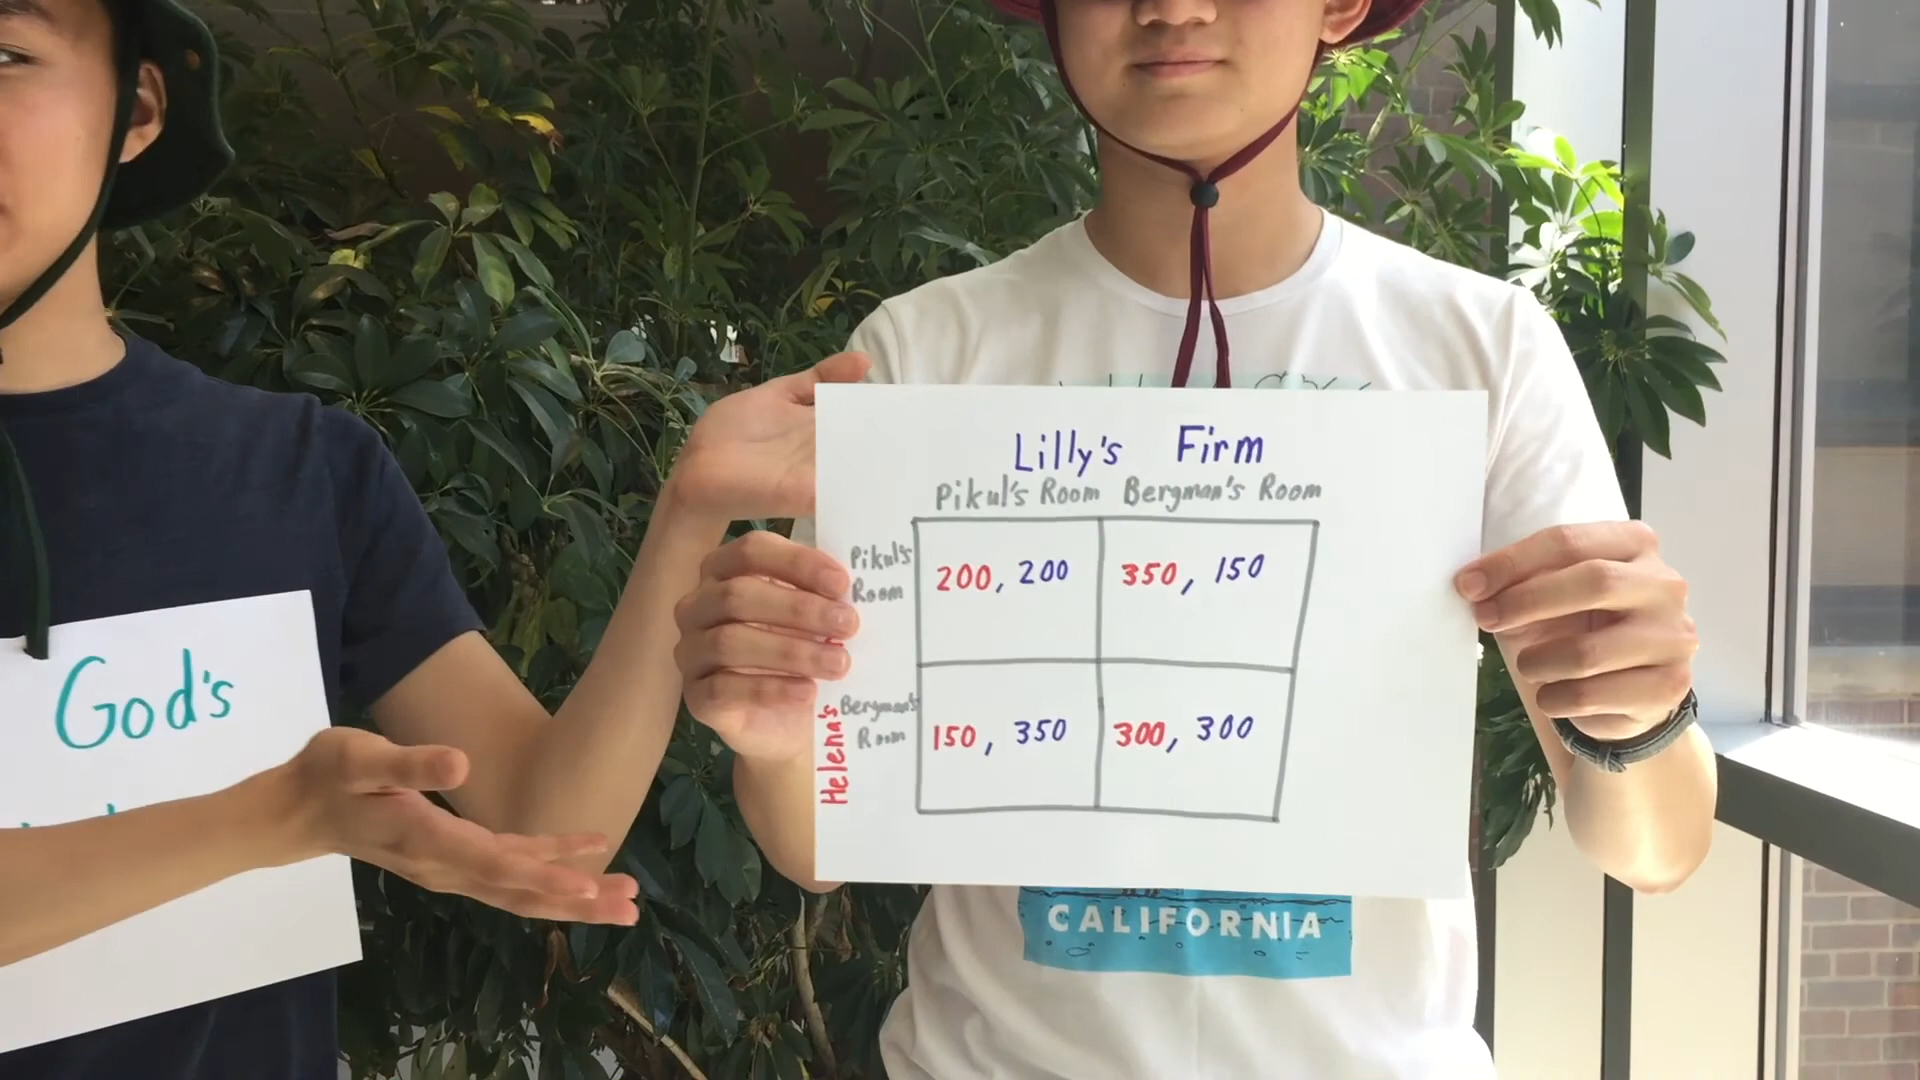 God's
Lilly's Firm
Pikul's Room Bergman's Room
Pikul's
Room
200, 200
350, 150
Helena's
Bergman's
Room
150, 350
300, 300
CALIFORNIA